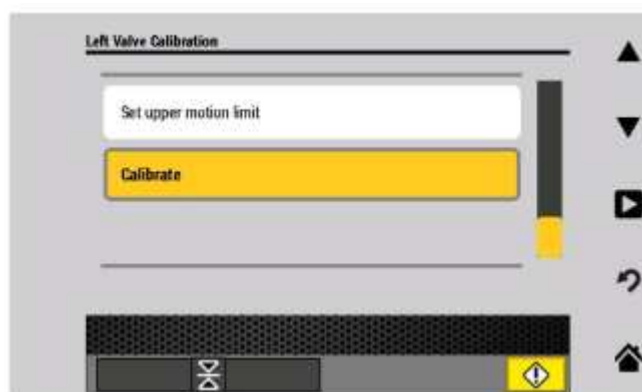 Left Valve Calibration
Set upper motion limit
Calibrate